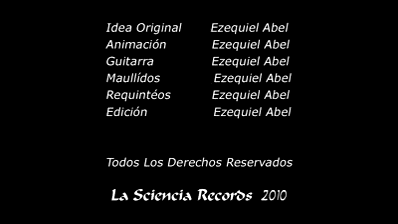 Idea Original Ezequiel Abel
Animación Ezequiel Abel
Guitarra Ezequiel Abel
Maullídos Ezequiel Abel
Requintéos Ezequiel Abel
Edición Ezequiel Abel
Todos Los Derechos Reservados
La Sciencia Records 2010